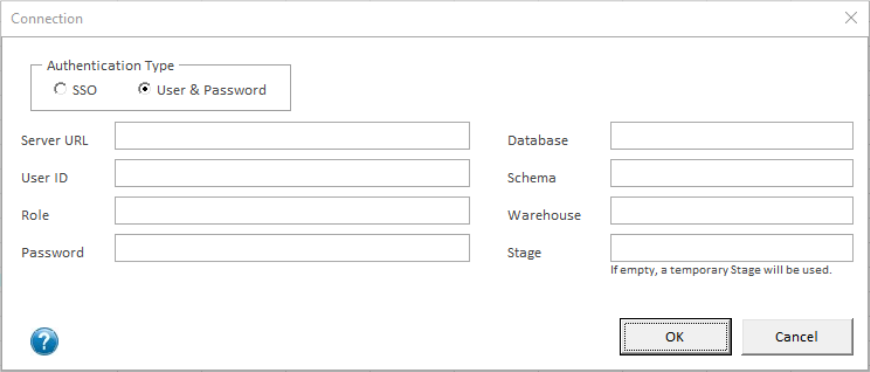 Connection
Authentication Type
SSO
User & Password
Server URL
Database
User ID
Schema
Role
Warehouse
Password
Stage
If empty, a temporary Stage will be used.
?
OK
Cancel